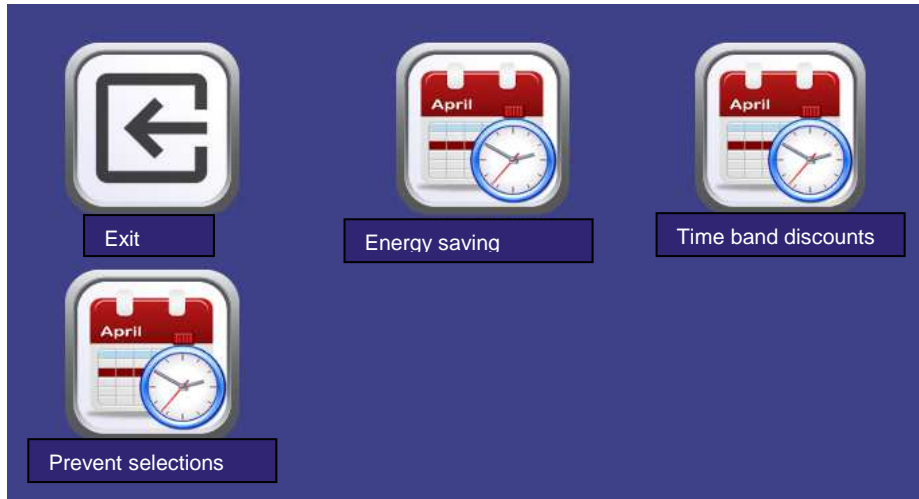 April
April
Exit
Energy saving
Time band discounts
April
Prevent selections